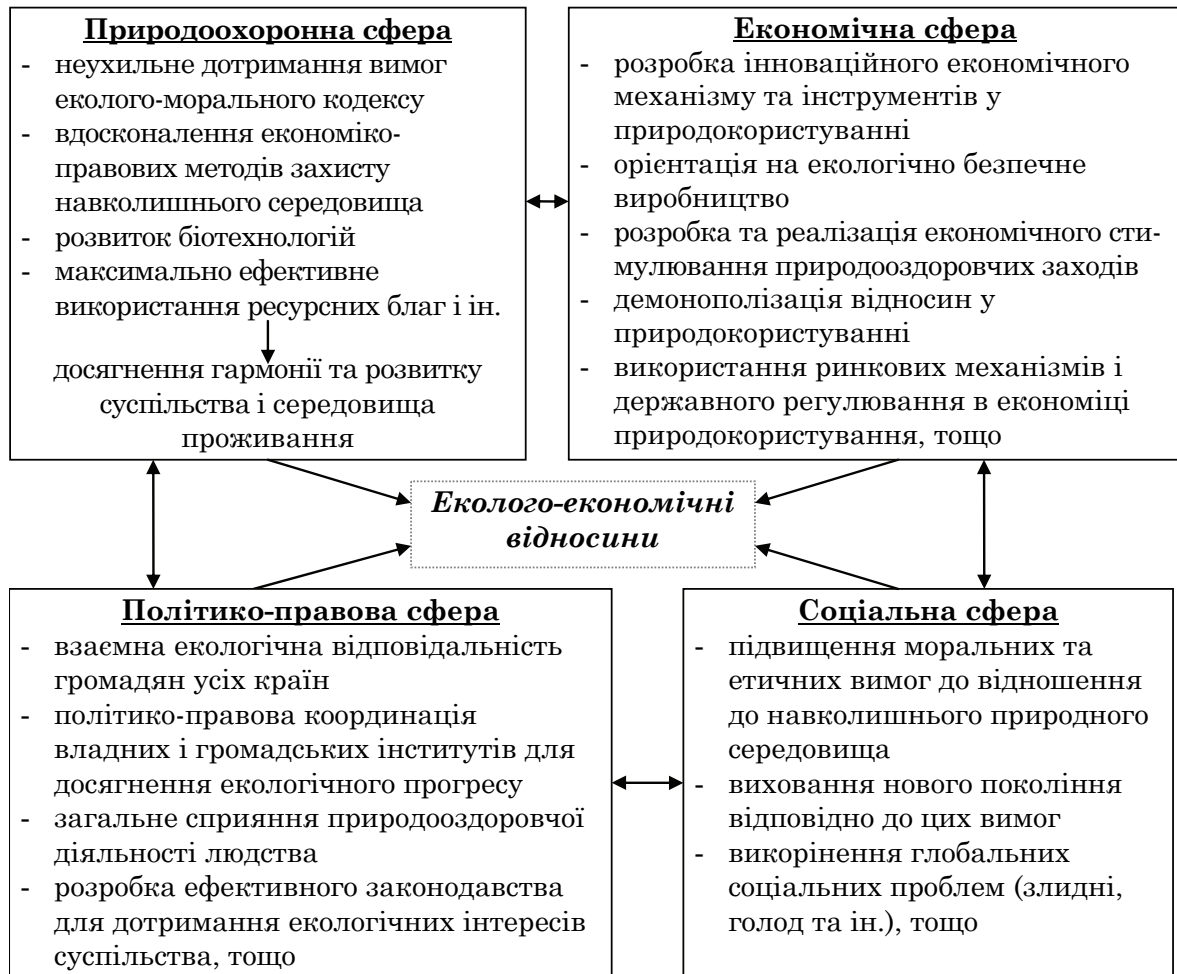 Природоохоронна сфера
- неухильне дотримання вимог
еколого-морального кодексу
- вдосконалення економіко-
правових методів захисту
навколишнього середовища
- розвиток біотехнологій
- максимально ефективне
використання ресурсних благ і ін.
досягнення гармонії та розвитку
суспільства і середовища
проживання
Економічна сфера
- розробка інноваційного економічного
механізму та інструментів у
природокористуванні
- орієнтація на екологічно безпечне
виробництво
- розробка та реалізація економічного сти-
мулювання природооздоровчих заходів
- демонополізація відносин у
природокористуванні
- використання ринкових механізмів і
державного регулювання в економіці
природокористування, тощо
Еколого-економічні
відносини
Політико-правова сфера
- взаємна екологічна відповідальність
громадян усіх країн
- політико-правова координація
владних і громадських інститутів для
досягнення екологічного прогресу
- загальне сприяння природооздоровчої
діяльності людства
- розробка ефективного законодавства
для дотримання екологічних інтересів
суспільства, тощо
Соціальна сфера
- підвищення моральних та
етичних вимог до відношення
до навколишнього природного
середовища
- виховання нового покоління
відповідно до цих вимог
- викорінення глобальних
соціальних проблем (злидні,
голод та ін.), тощо